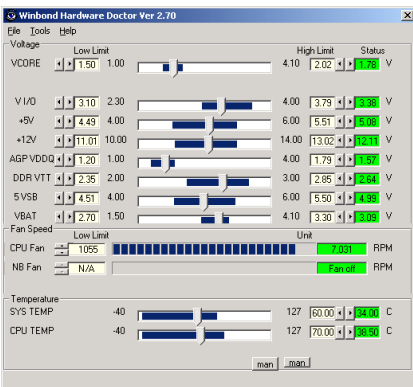 Winbond Hardware Doctor Ver 2.70
File Tools Help
Voltage
Low Limit High Limit Status
VCORE 1.50 1.00 4.10 2.02 1.78 V
V I/O 3.10 2.30 4.00 3.79 3.38 V
+5V 4.49 4.00 6.00 5.51 5.08 V
+12V 11.01 10.00 14.00 13.02 12.11 V
AGP VDDQ 1.20 1.00 4.00 1.79 1.57 V
DDR VTT 2.35 2.00 3.00 2.85 2.64 V
5 VSB 4.51 4.00 6.00 5.50 4.99 V
VBAT 2.70 1.50 4.10 3.30 3.09 V
Fan Speed
Low Limit Unit
CPU Fan 1055 7,031 RPM
NB Fan N/A Fan off RPM
Temperature
SYS TEMP -40 127 60.00 34.00 C
CPU TEMP -40 127 70.00 38.50 C
man man